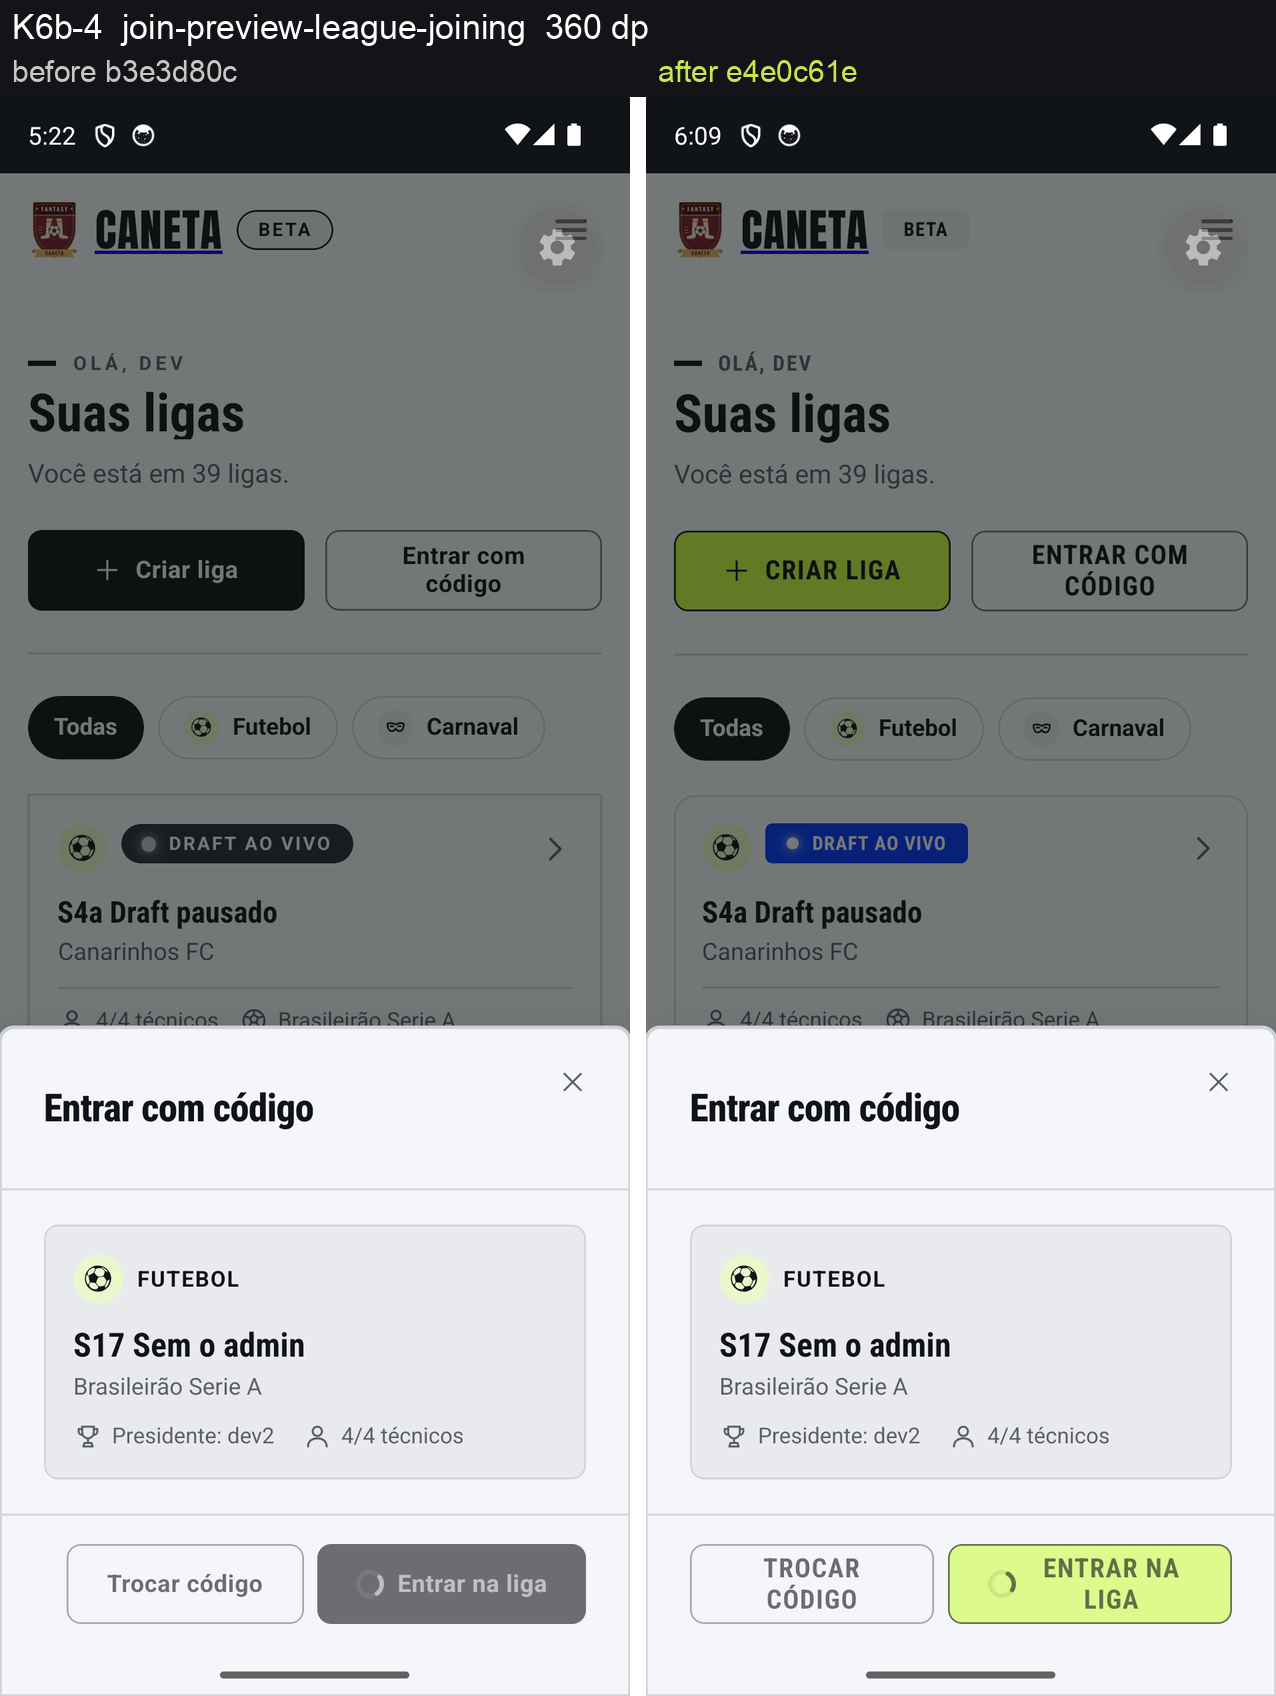 K6b-4 join-preview-league-joining 360 dp
before b3e3d80c
after e4e0c61e
5:22
FANTASY
CANETA
CANETA
BETA
OLÁ, DEV
Suas ligas
Você está em 39 ligas.
Criar liga
Entrar com
código
Todas
Futebol
Carnaval
DRAFT AO VIVO
S4a Draft pausado
Canarinhos FC
4/4 técnicos
Brasileirão Serie A
Entrar com código
FUTEBOL
S17 Sem o admin
Brasileirão Serie A
Presidente: dev2
4/4 técnicos
Trocar código
Entrar na liga
6:09
FANTASY
CANETA
CANETA
BETA
OLÁ, DEV
Suas ligas
Você está em 39 ligas.
CRIAR LIGA
ENTRAR COM
CÓDIGO
Todas
Futebol
Carnaval
DRAFT AO VIVO
S4a Draft pausado
Canarinhos FC
4/4 técnicos
Brasileirão Serie A
Entrar com código
FUTEBOL
S17 Sem o admin
Brasileirão Serie A
Presidente: dev2
4/4 técnicos
TROCAR
CÓDIGO
ENTRAR NA
LIGA